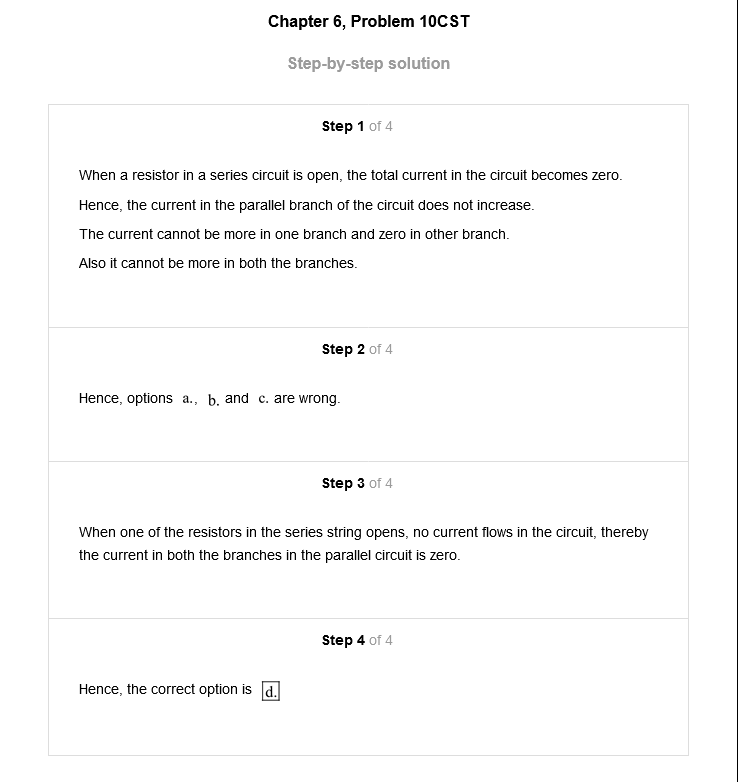 Chapter 6, Problem 10CST
Step-by-step solution
Step 1 of 4
When a resistor in a series circuit is open, the total current in the circuit becomes zero.
Hence, the current in the parallel branch of the circuit does not increase.
The current cannot be more in one branch and zero in other branch.
Also it cannot be more in both the branches.
Step 2 of 4
Hence, options a., b. and c. are wrong.
Step 3 of 4
When one of the resistors in the series string opens, no current flows in the circuit, thereby
the current in both the branches in the parallel circuit is zero.
Step 4 of 4
Hence, the correct option is d.